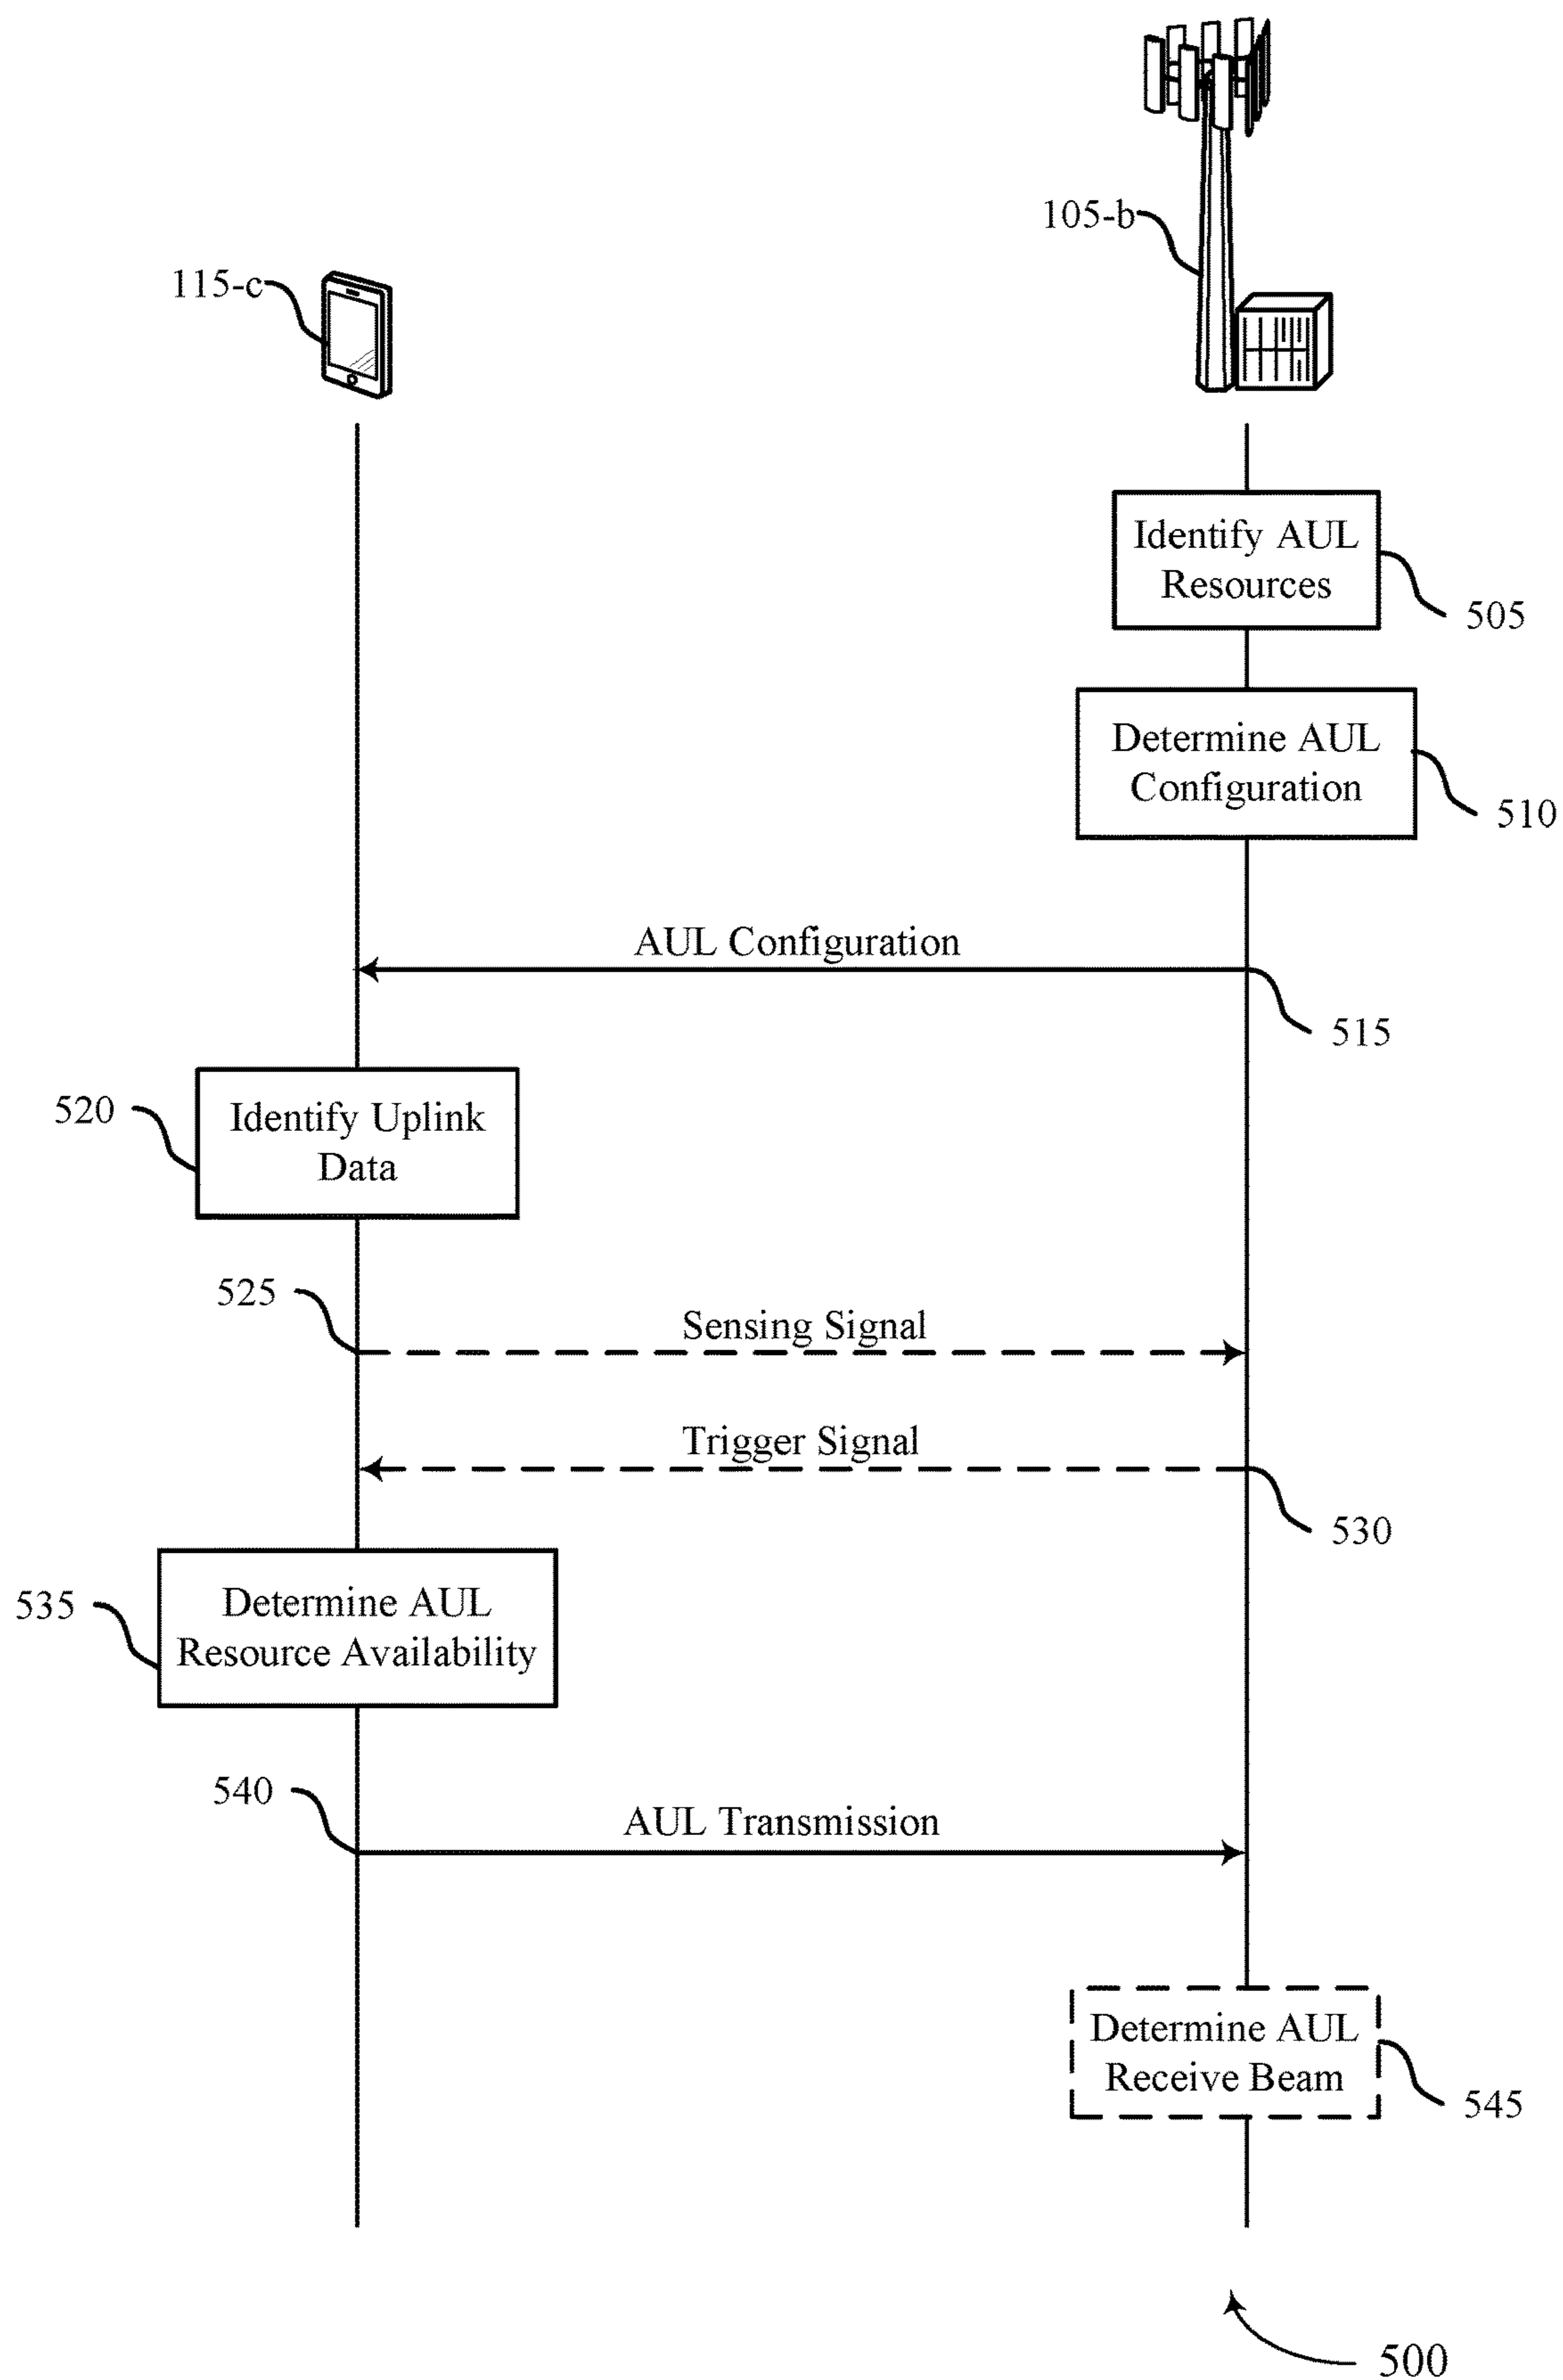 105-b
115-c
Identify AUL
Resources
505
Determine AUL
Configuration
510
AUL Configuration
515
520
Identify Uplink
Data
525
Sensing Signal
Trigger Signal
530
535
Determine AUL
Resource Availability
540
AUL Transmission
Determine AUL
Receive Beam
545
500